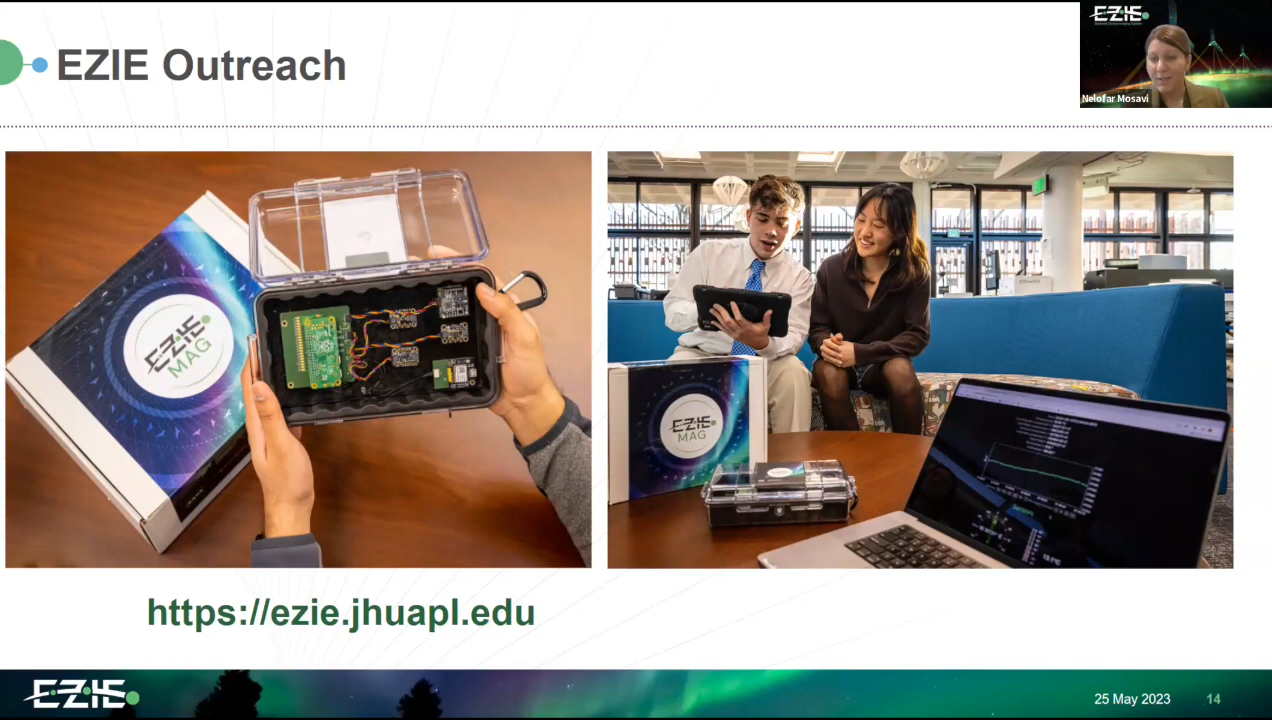 EZIE Outreach
EZIE
Nelofar Mosavi
EZIE
MAG
EZIE
MAG
https://ezie.jhuapl.edu
EZIE
25 May 2023
14